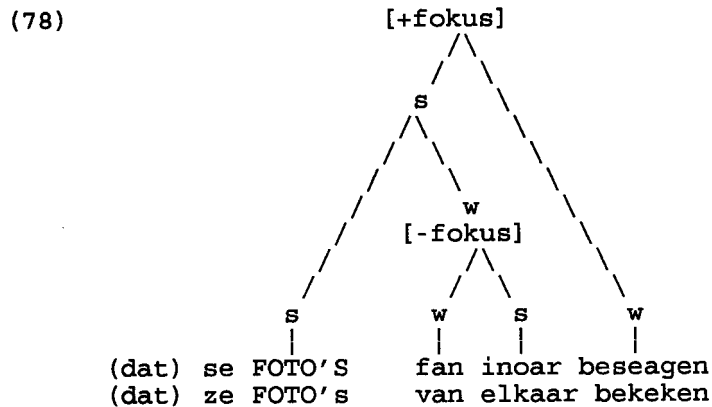 (78) [+fokus]
s
w
[-fokus]
s w s w
(dat) se FOTO'S fan inoar beseagen
(dat) ze FOTO's van elkaar bekeken